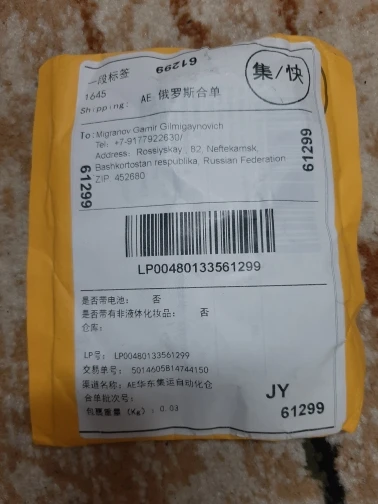 一段标签
61299
集/快
1645
Shipping: AE 俄罗斯合单
To: Migranov Gamir Gilmigaynovich
Tel: +7-9177922630/
Address: Rossiyskay , 82, Neftekamsk,
Bashkortostan respublika, Russian Federation
ZIP: 452680
61299
61299
LP00480133561299
是否带电池: 否
是否带有非液体化妆品: 否
仓库:
LP号: LP00480133561299
交易单号: 5014605814744150
渠道名称: AE华东集运自动化仓
合单批次号:
包裹重量 (Kg): 0.03
JY
61299